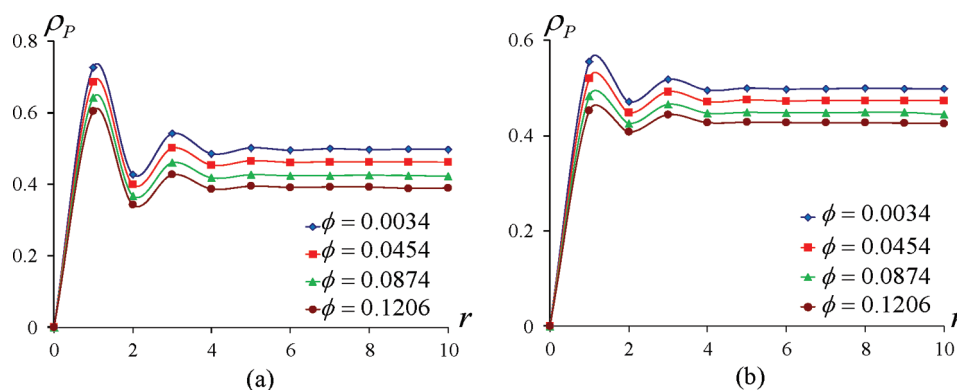 ρP
0.8
0.6
0.4
0.2
0
0 2 4 6 8 10
r
ϕ = 0.0034
ϕ = 0.0454
ϕ = 0.0874
ϕ = 0.1206
(a)
ρP
0.6
0.4
0.2
0
0 2 4 6 8 10
r
ϕ = 0.0034
ϕ = 0.0454
ϕ = 0.0874
ϕ = 0.1206
(b)